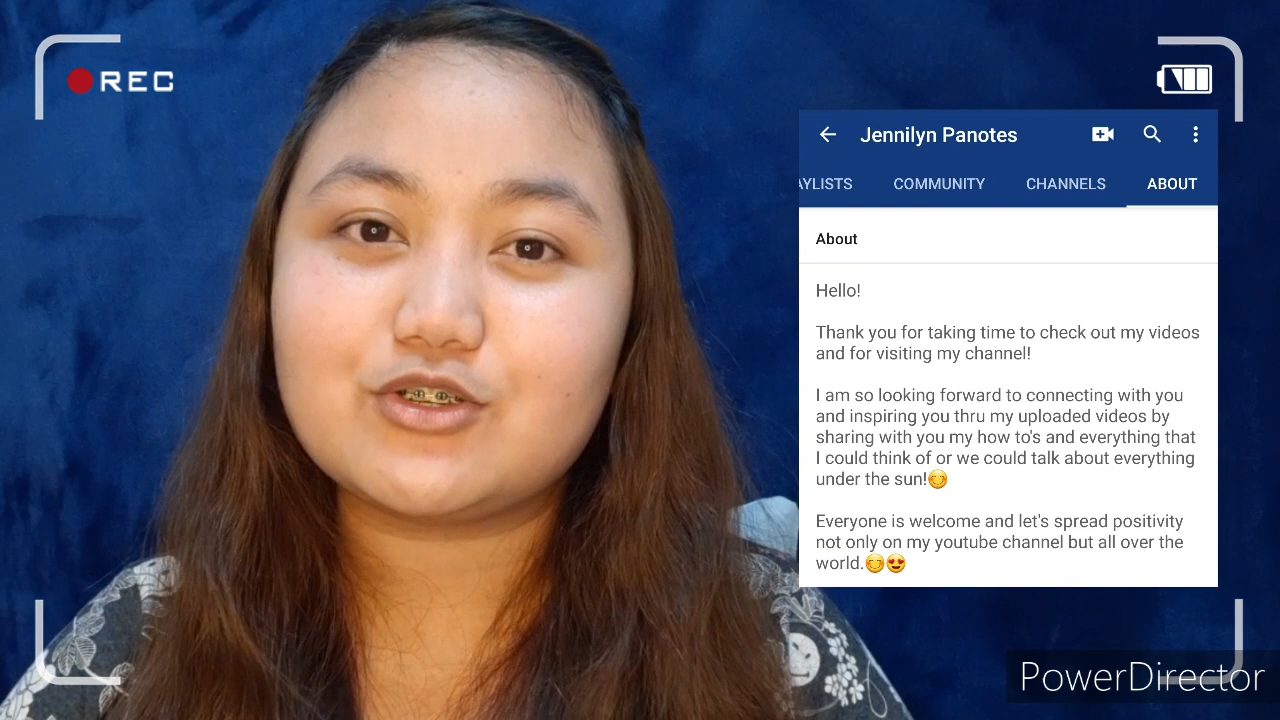 REC
Jennilyn Panotes
AYLISTS COMMUNITY CHANNELS ABOUT
About
Hello!
Thank you for taking time to check out my videos
and for visiting my channel!
I am so looking forward to connecting with you
and inspiring you thru my uploaded videos by
sharing with you my how to's and everything that
I could think of or we could talk about everything
under the sun!😊
Everyone is welcome and let's spread positivity
not only on my youtube channel but all over the
world.😊😍
PowerDirector